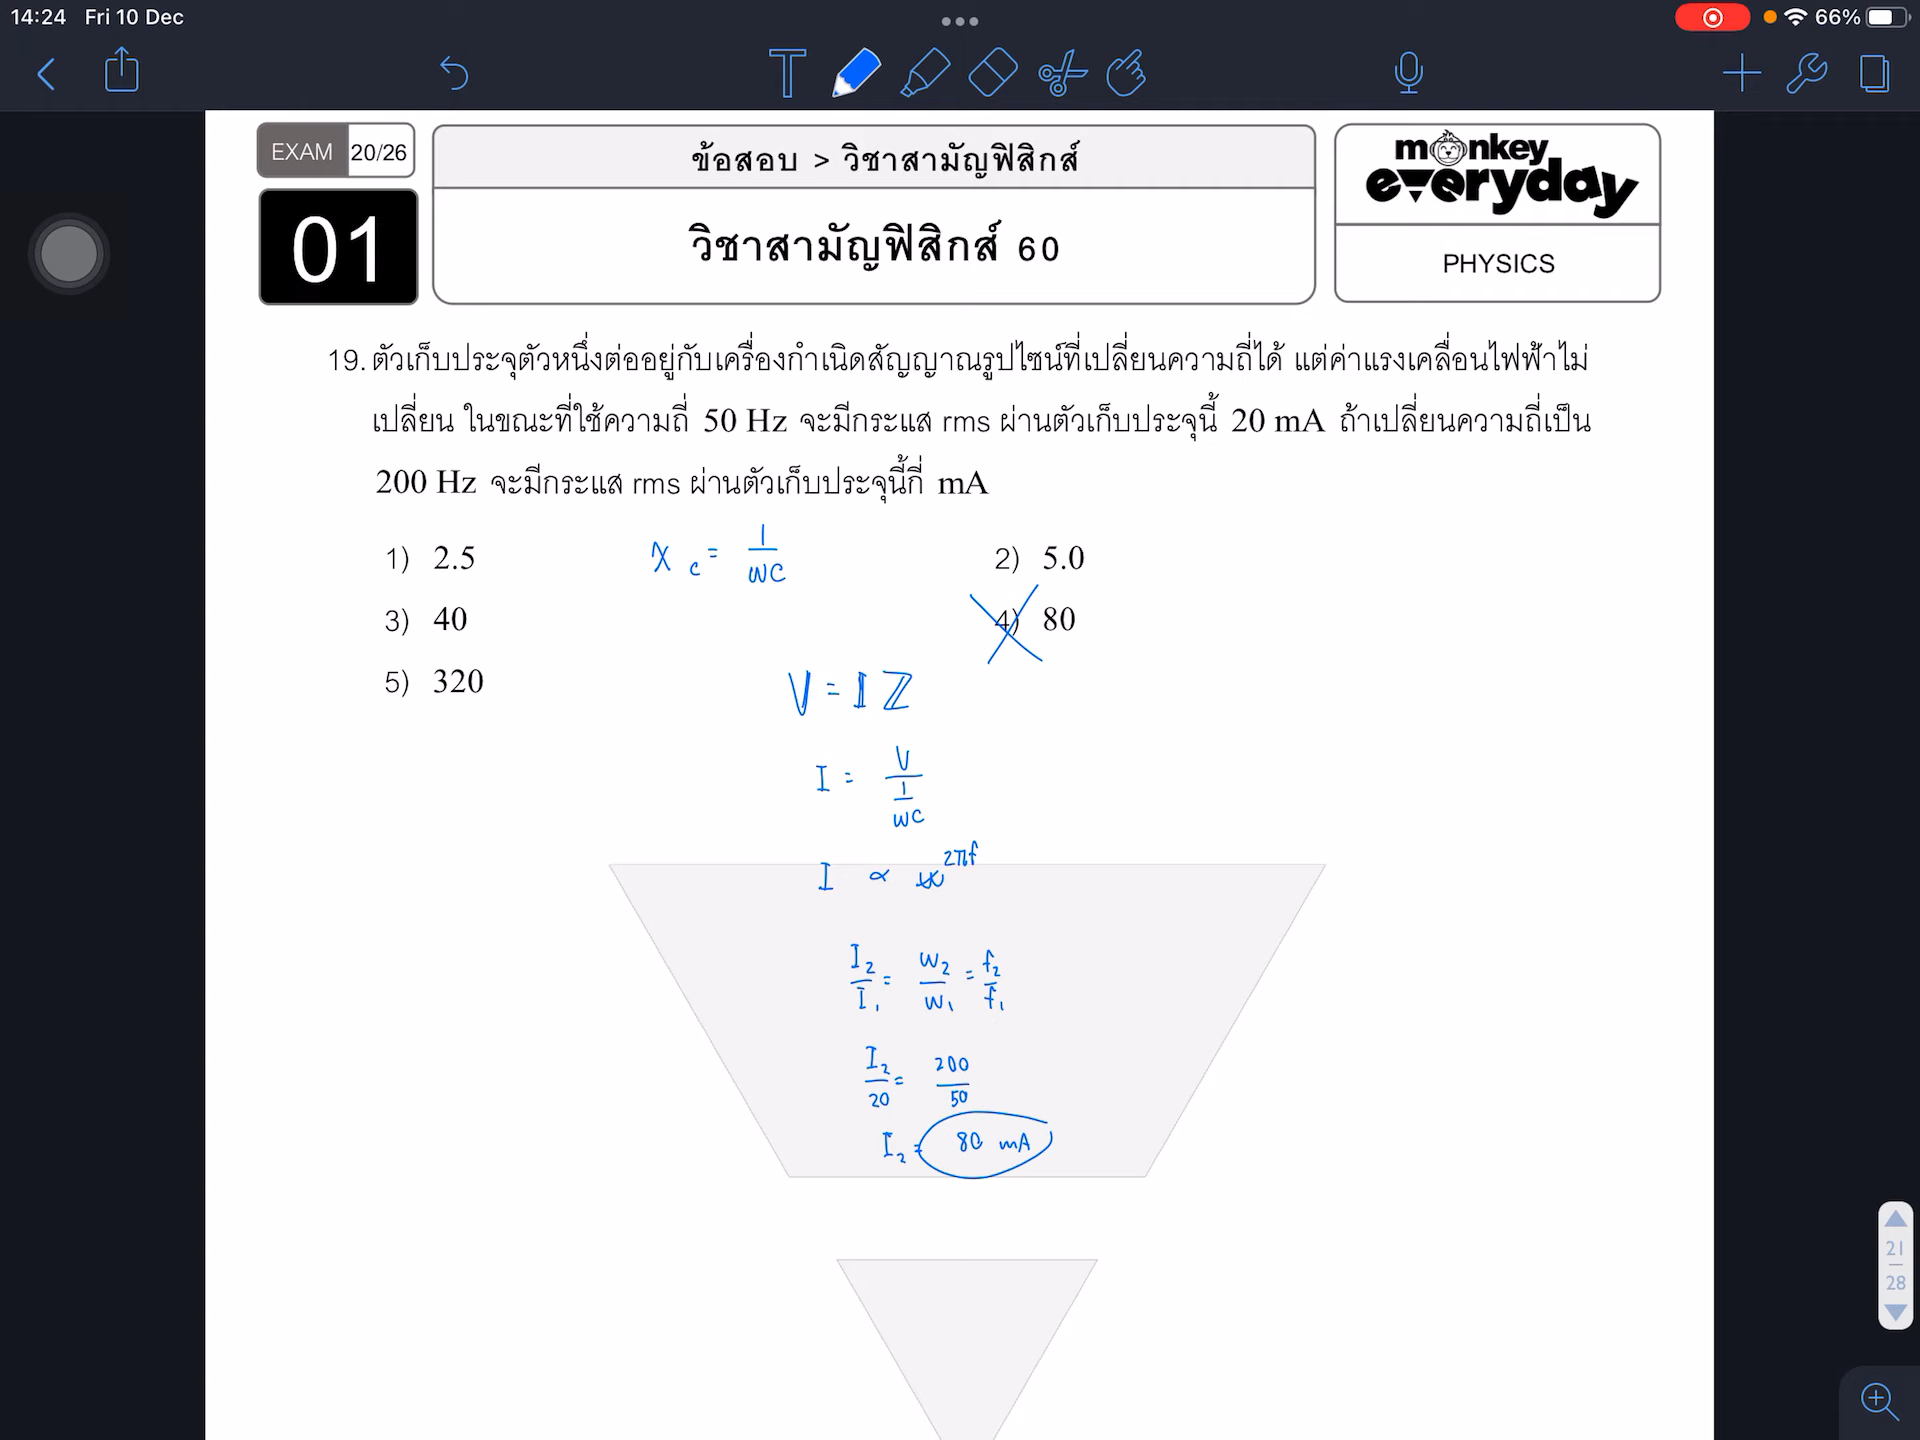 14:24 Fri 10 Dec
66%
EXAM 20/26
01
ข้อสอบ > วิชาสามัญฟิสิกส์
วิชาสามัญฟิสิกส์ 60
monkey
everyday
PHYSICS
19. ตัวเก็บประจุตัวหนึ่งต่ออยู่กับเครื่องกำเนิดสัญญาณรูปไซน์ที่เปลี่ยนความถี่ได้ แต่ค่าแรงเคลื่อนไฟฟ้าไม่
เปลี่ยน ในขณะที่ใช้ความถี่ 50 Hz จะมีกระแส rms ผ่านตัวเก็บประจุนี้ 20 mA ถ้าเปลี่ยนความถี่เป็น
200 Hz จะมีกระแส rms ผ่านตัวเก็บประจุนี้กี่ mA
1) 2.5
2) 5.0
3) 40
4) 80
5) 320
X c = 1/wc
V = I Z
I = V/(1/wc)
I ∝ w 2πf
I2/I1 = w2/w1 = f2/f1
I2/20 = 200/50
I2 = 80 mA
21
28